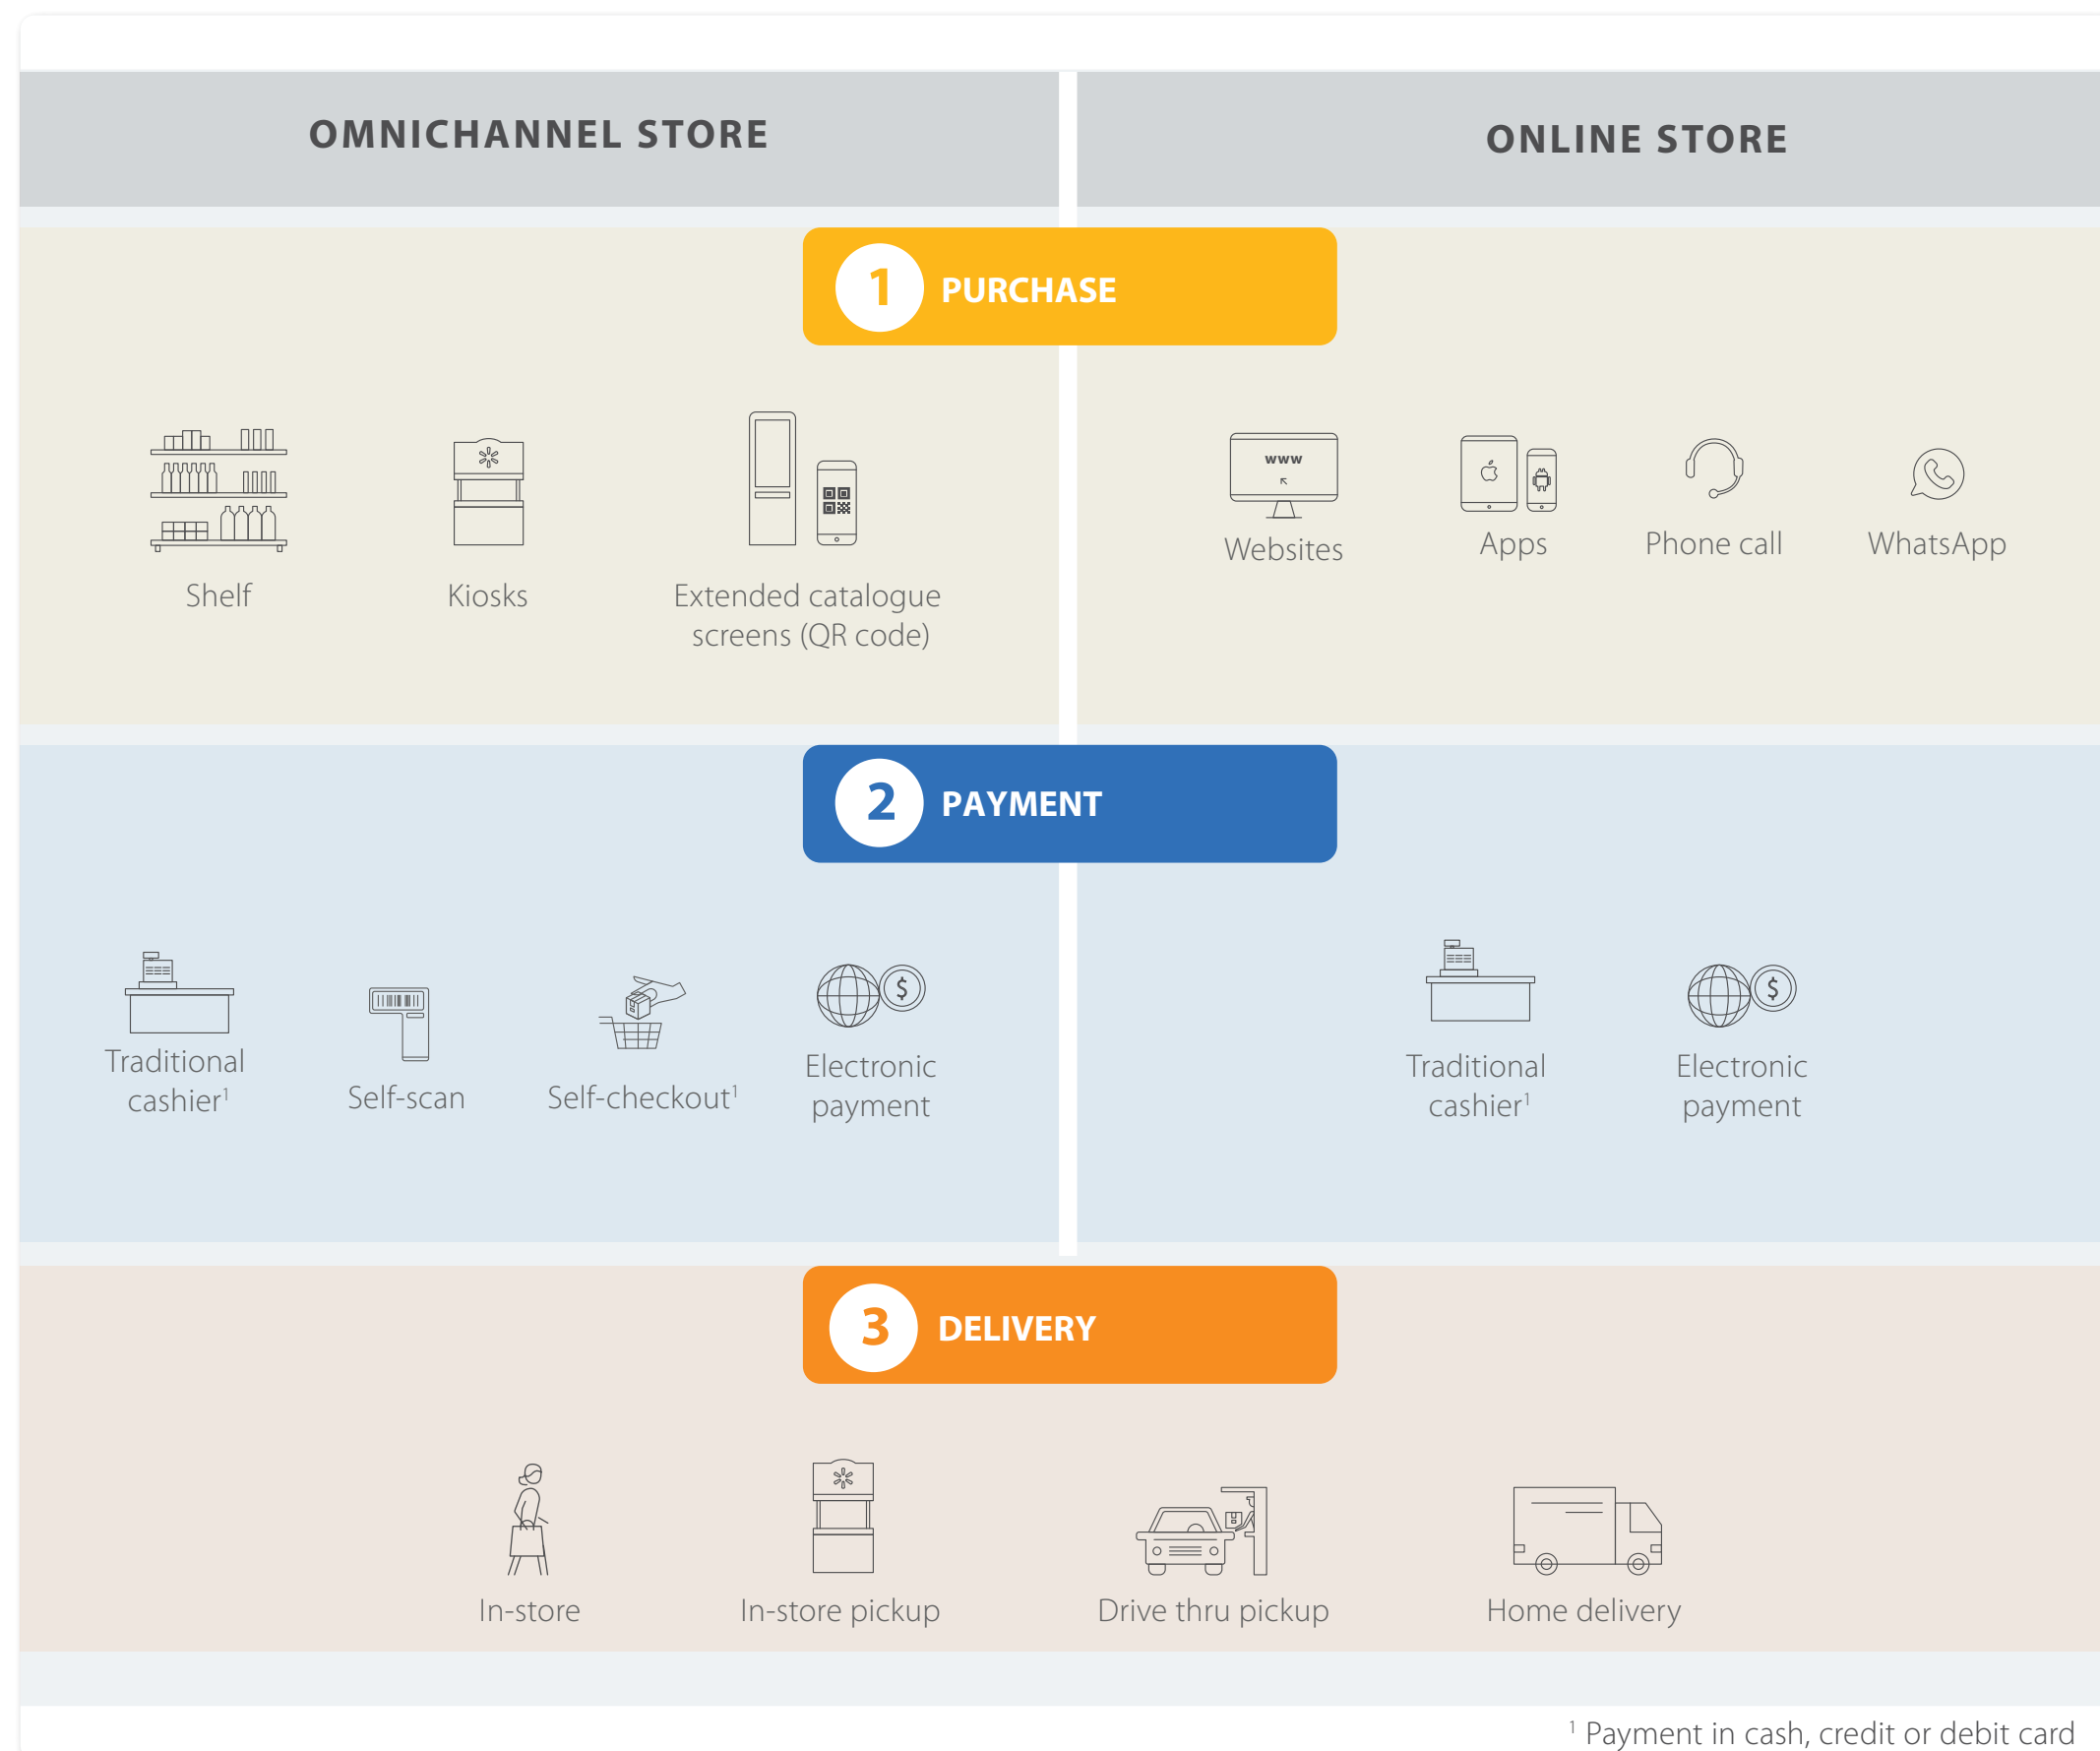 OMNICHANNEL STORE
ONLINE STORE
1 PURCHASE
Shelf
Kiosks
Extended catalogue
screens (QR code)
www
Websites
Apps
Phone call
WhatsApp
2 PAYMENT
Traditional
cashier¹
Self-scan
Self-checkout¹
$
Electronic
payment
Traditional
cashier¹
$
Electronic
payment
3 DELIVERY
In-store
In-store pickup
Drive thru pickup
Home delivery
¹ Payment in cash, credit or debit card